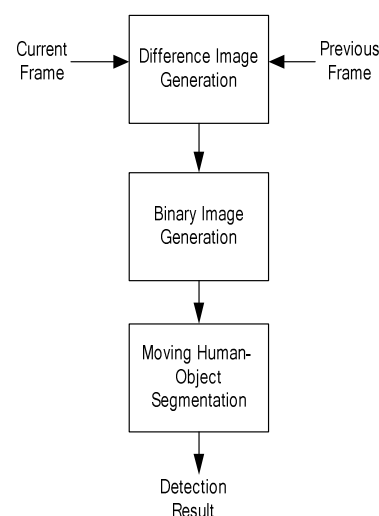 Current
Frame
Difference Image
Generation
Previous
Frame
Binary Image
Generation
Moving Human-
Object
Segmentation
Detection
Result